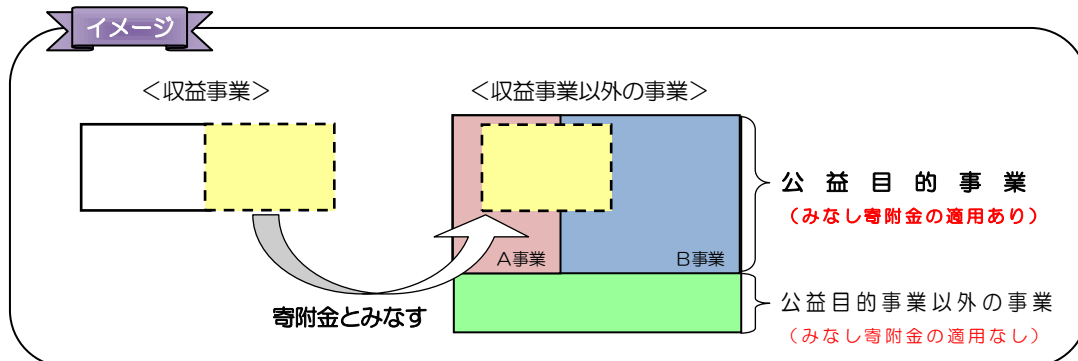 イメージ
＜収益事業＞
＜収益事業以外の事業＞
公益目的事業
（みなし寄附金の適用あり）
A事業
B事業
寄附金とみなす
公益目的事業以外の事業
（みなし寄附金の適用なし）